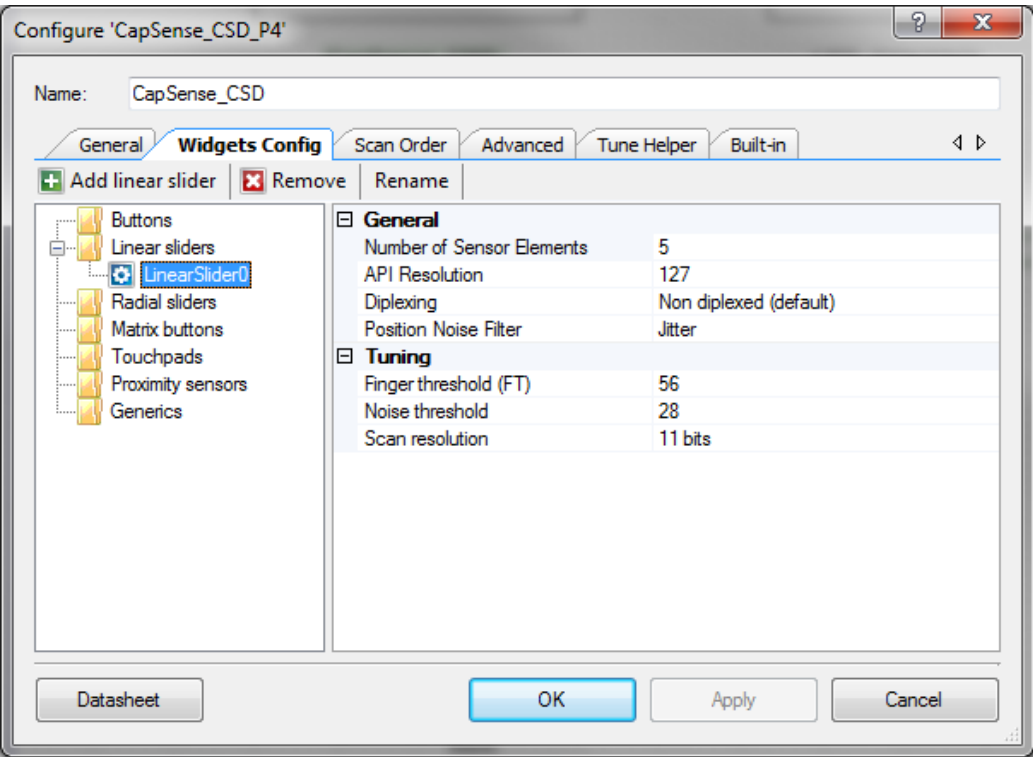 Configure 'CapSense_CSD_P4'
Name: CapSense_CSD
General Widgets Config Scan Order Advanced Tune Helper Built-in
Add linear slider Remove Rename
Buttons
Linear sliders
LinearSlider0
Radial sliders
Matrix buttons
Touchpads
Proximity sensors
Generics
General
Number of Sensor Elements 5
API Resolution 127
Diplexing Non diplexed (default)
Position Noise Filter Jitter
Tuning
Finger threshold (FT) 56
Noise threshold 28
Scan resolution 11 bits
Datasheet OK Apply Cancel